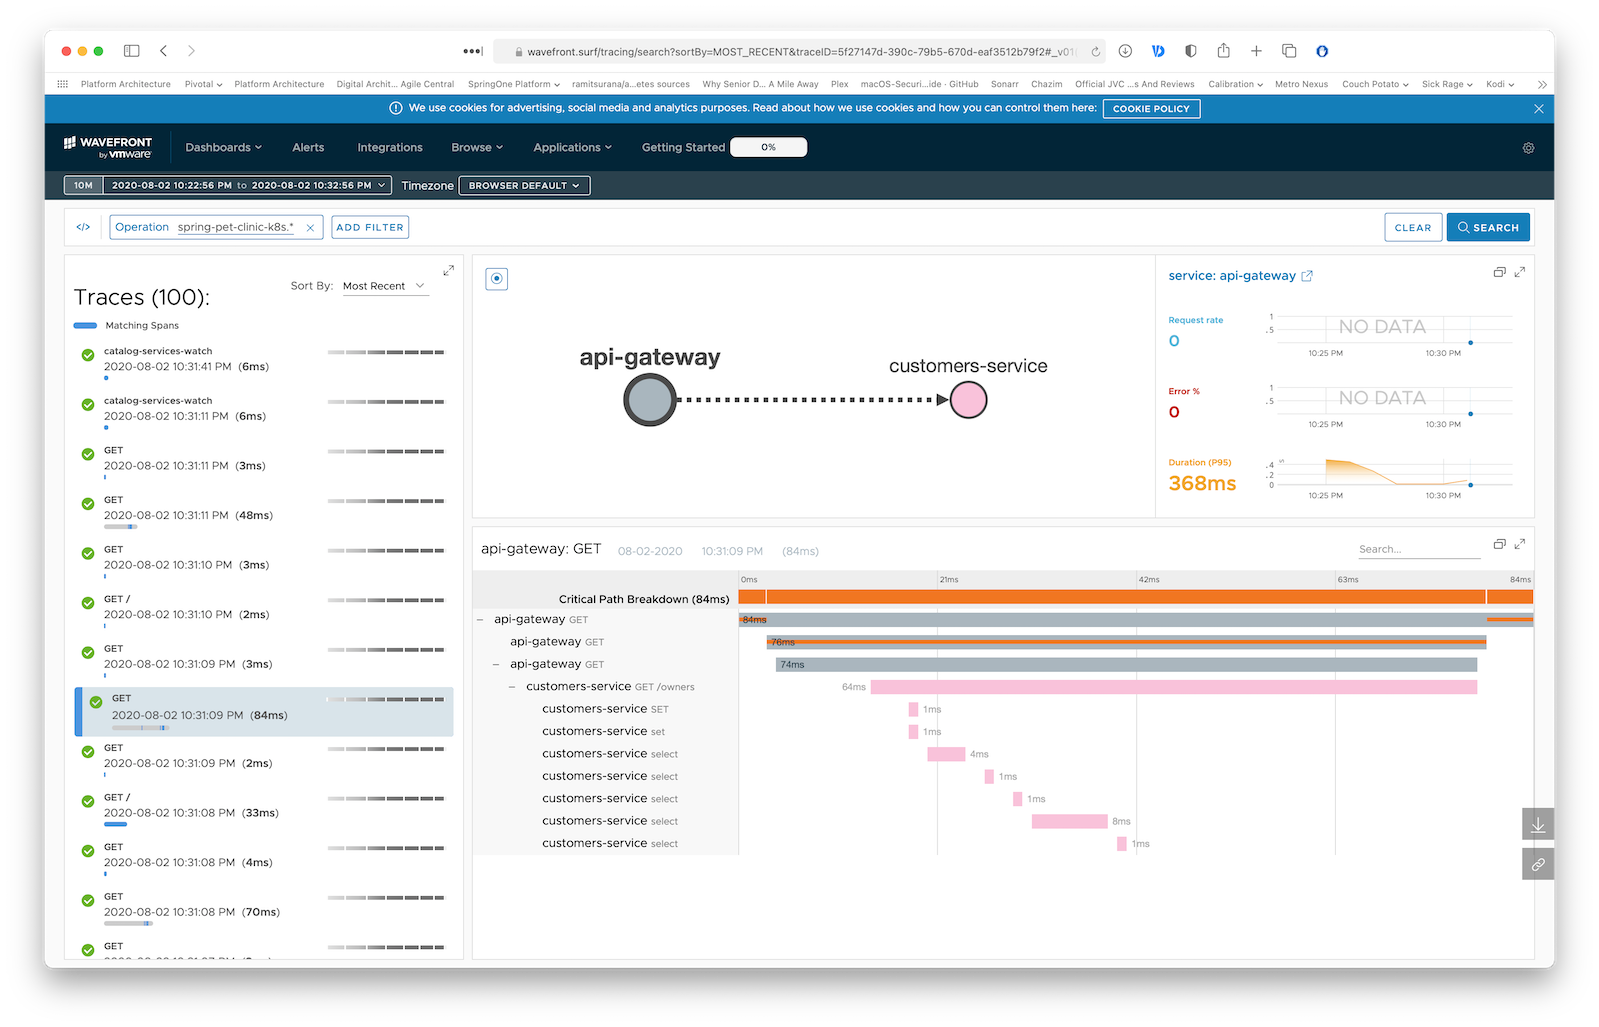 wavefront.surf/tracing/search?sortBy=MOST_RECENT&traceID=5f27147d-390c-79b5-670d-eaf3512b79f2#_v01
Platform Architecture Pivotal Platform Architecture Digital Archit... Agile Central SpringOne Platform ramitsurana/a...etes sources Why Senior D... A Mile Away Plex macOS-Securi...ide · GitHub Sonarr Chazim Official JVC ...s And Reviews Calibration Metro Nexus Couch Potato Sick Rage Kodi
We use cookies for advertising, social media and analytics purposes. Read about how we use cookies and how you can control them here: COOKIE POLICY
WAVEFRONT
by vmware
Dashboards Alerts Integrations Browse Applications Getting Started 0%
10M 2020-08-02 10:22:56 PM to 2020-08-02 10:32:56 PM Timezone BROWSER DEFAULT
</> Operation spring-pet-clinic-k8s.* ADD FILTER CLEAR SEARCH
Traces (100):
Sort By: Most Recent
Matching Spans
catalog-services-watch
2020-08-02 10:31:41 PM (6ms)
catalog-services-watch
2020-08-02 10:31:11 PM (6ms)
GET
2020-08-02 10:31:11 PM (3ms)
GET
2020-08-02 10:31:11 PM (48ms)
GET
2020-08-02 10:31:10 PM (3ms)
GET /
2020-08-02 10:31:10 PM (2ms)
GET
2020-08-02 10:31:09 PM (3ms)
GET
2020-08-02 10:31:09 PM (84ms)
GET
2020-08-02 10:31:09 PM (2ms)
GET /
2020-08-02 10:31:08 PM (33ms)
GET
2020-08-02 10:31:08 PM (4ms)
GET
2020-08-02 10:31:08 PM (70ms)
GET
api-gateway
customers-service
service: api-gateway
Request rate
0
1
.5
NO DATA
10:25 PM 10:30 PM
Error %
0
1
.5
NO DATA
10:25 PM 10:30 PM
Duration (P95)
368ms
.4 s
.2
0
10:25 PM 10:30 PM
api-gateway: GET 08-02-2020 10:31:09 PM (84ms)
Search...
0ms 21ms 42ms 63ms 84ms
Critical Path Breakdown (84ms)
api-gateway GET 84ms
api-gateway GET 76ms
api-gateway GET 74ms
customers-service GET /owners 64ms
customers-service SET 1ms
customers-service set 1ms
customers-service select 4ms
customers-service select 1ms
customers-service select 1ms
customers-service select 8ms
customers-service select 1ms